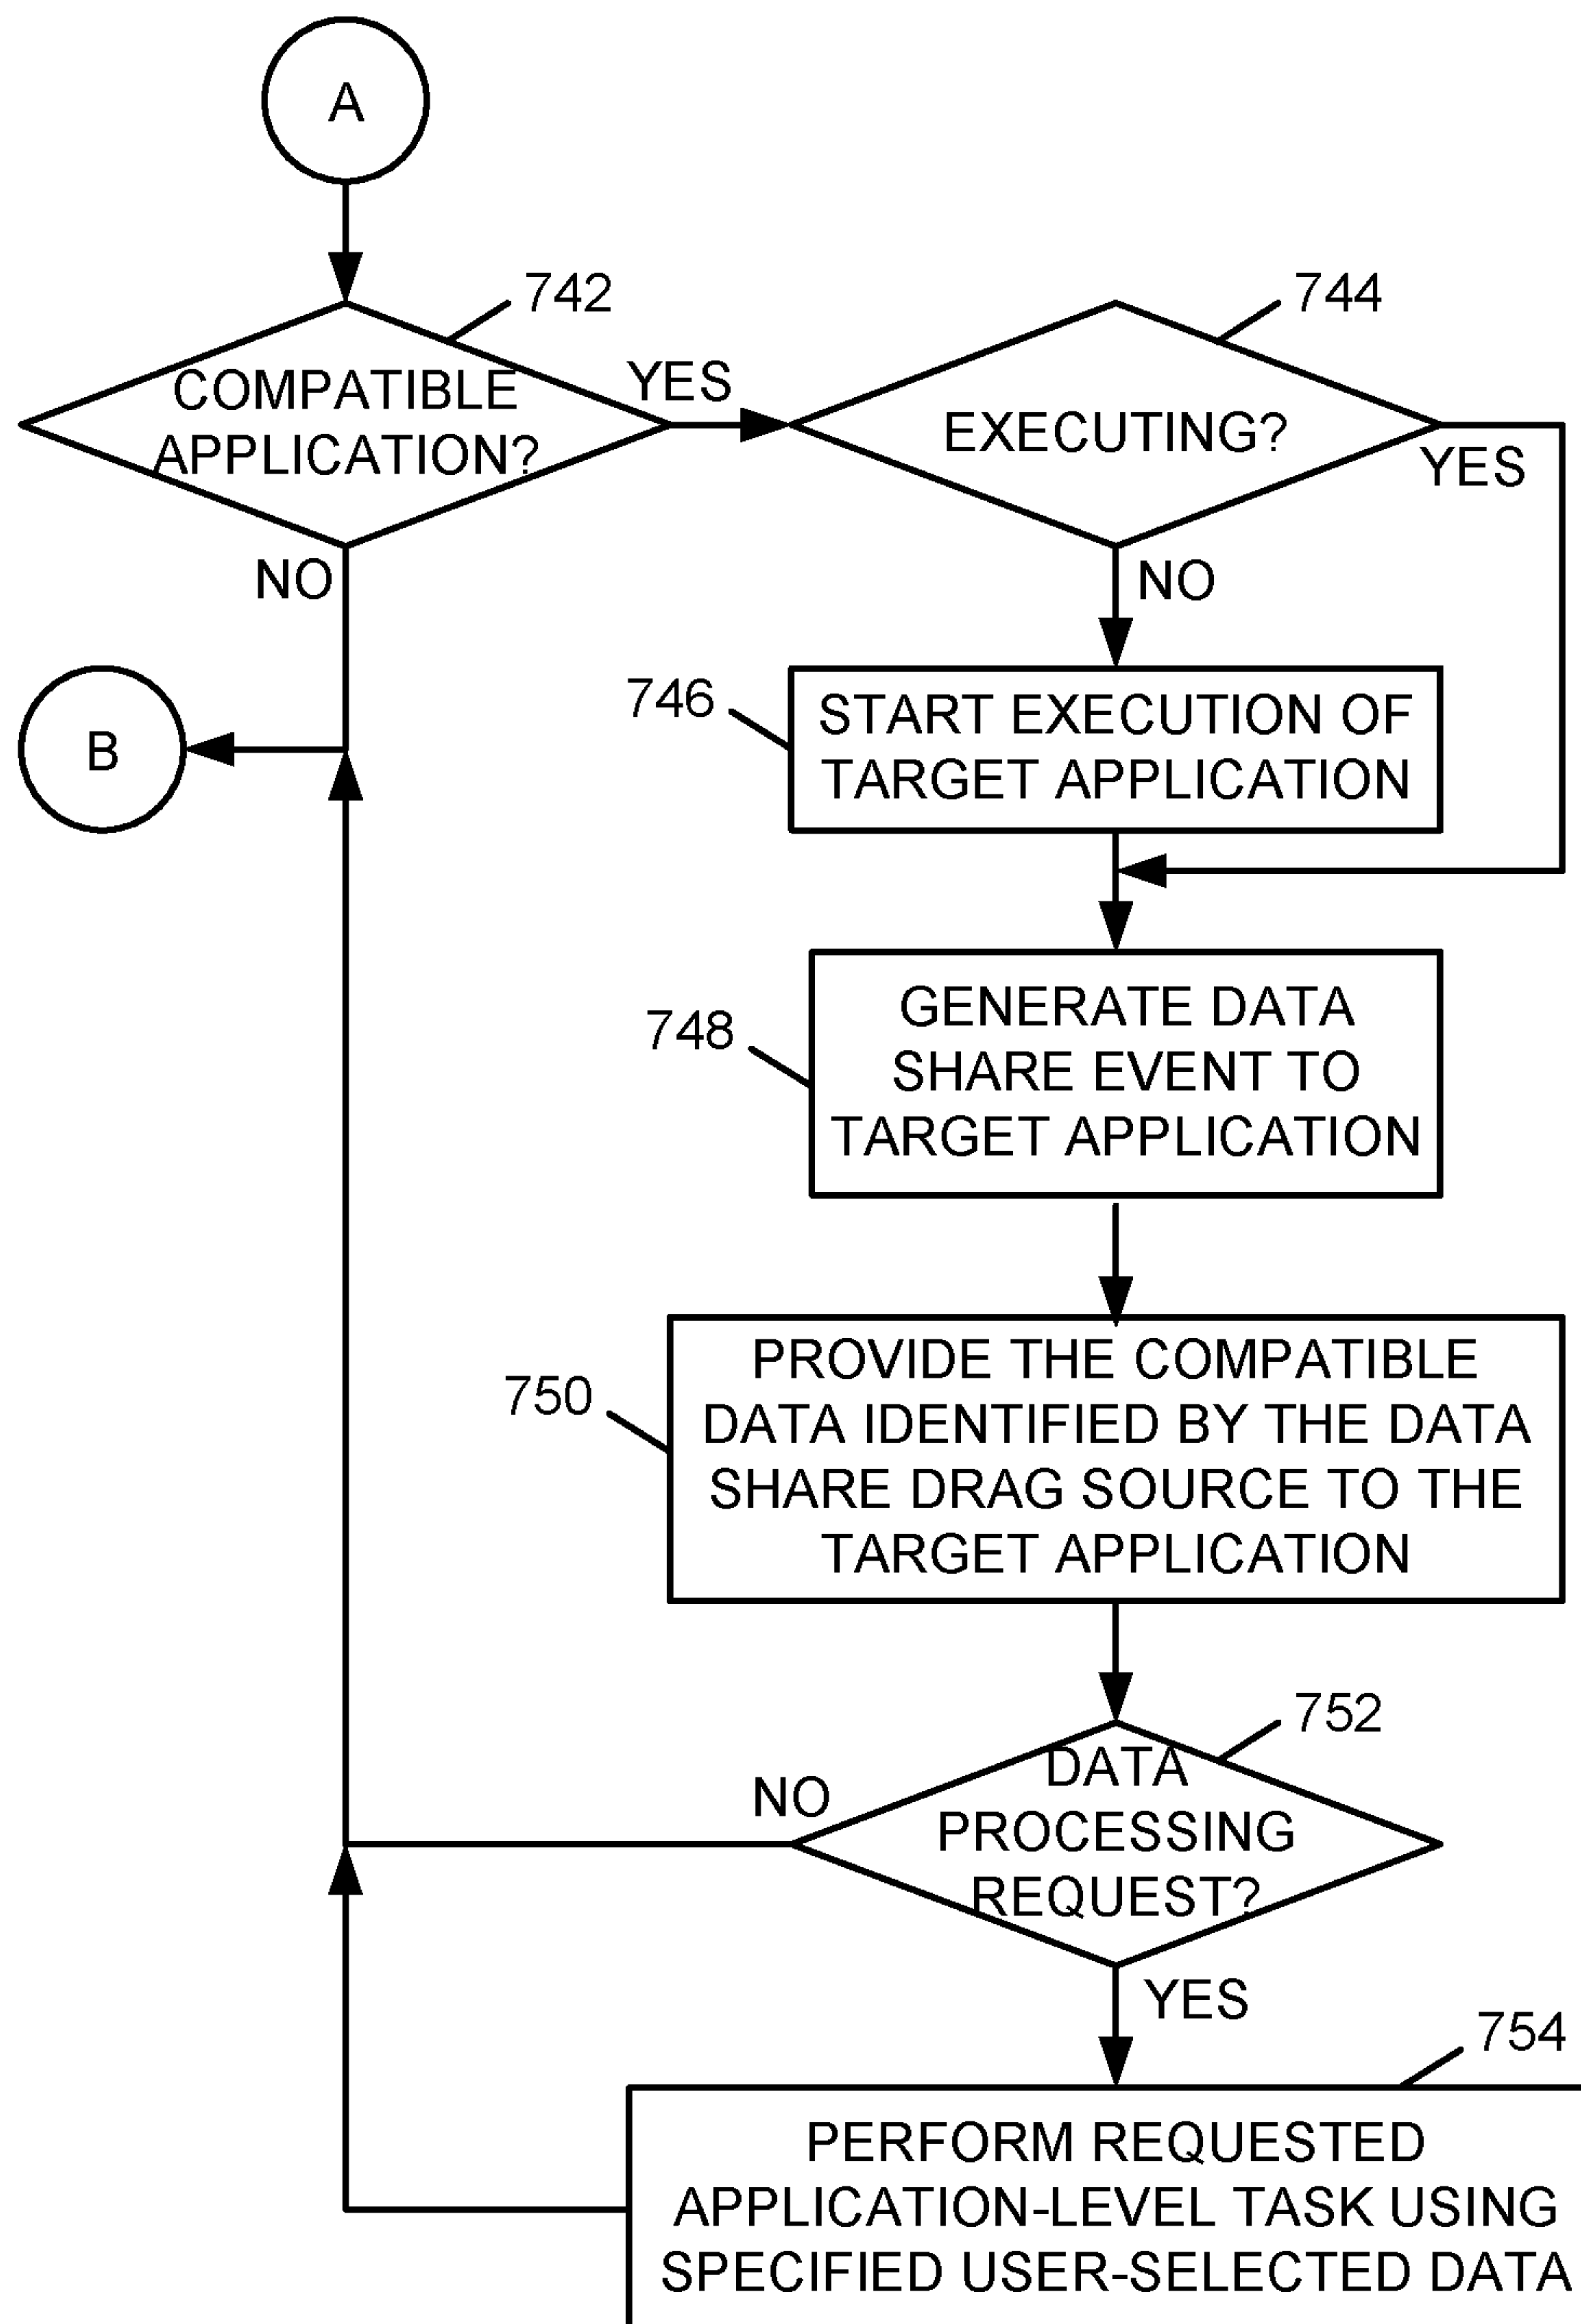 A
742
744
COMPATIBLE
APPLICATION?
YES
EXECUTING?
YES
NO
NO
B
746
START EXECUTION OF
TARGET APPLICATION
748
GENERATE DATA
SHARE EVENT TO
TARGET APPLICATION
750
PROVIDE THE COMPATIBLE
DATA IDENTIFIED BY THE DATA
SHARE DRAG SOURCE TO THE
TARGET APPLICATION
752
NO
DATA
PROCESSING
REQUEST?
YES
754
PERFORM REQUESTED
APPLICATION-LEVEL TASK USING
SPECIFIED USER-SELECTED DATA